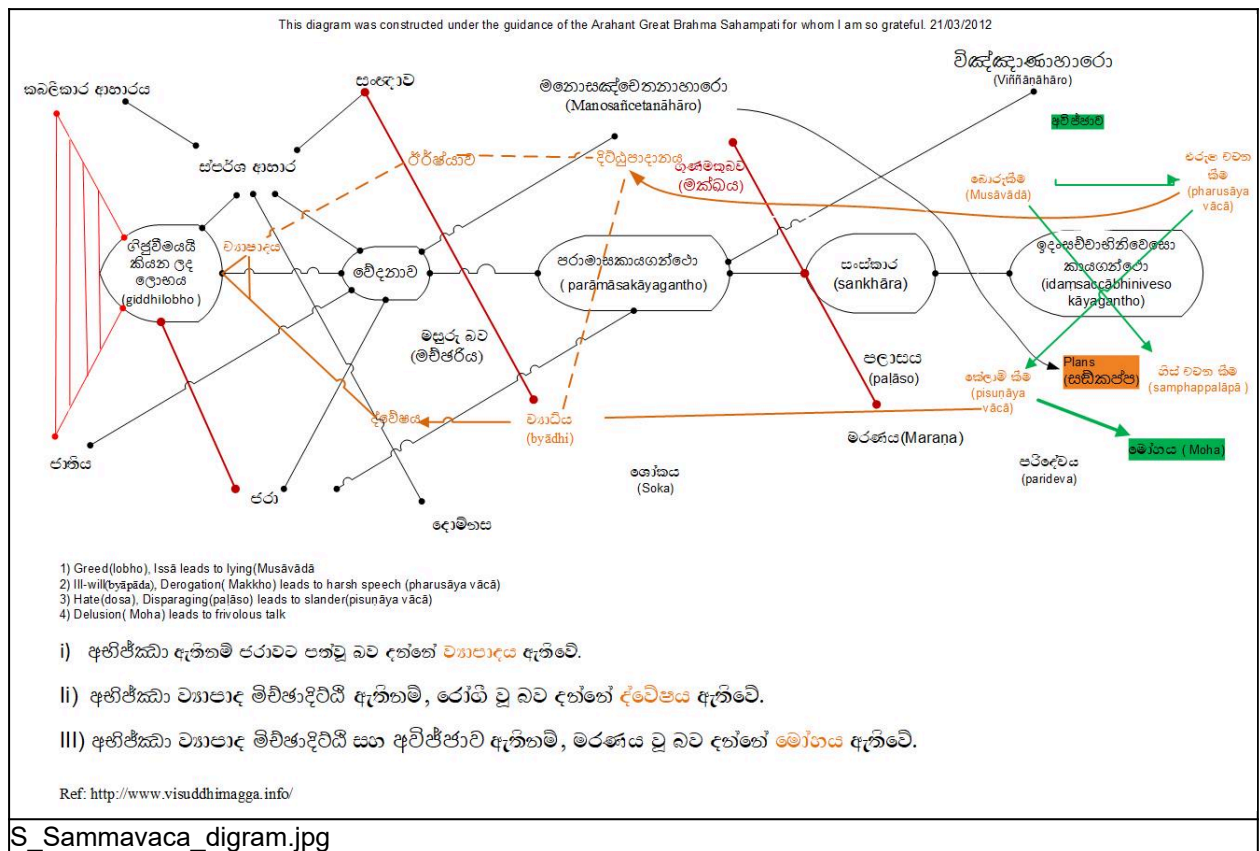 This diagram was constructed under the guidance of the Arahant Great Brahma Sahampati for whom I am so grateful. 21/03/2012
කබලිකාර ආහාරය
සංඥාව
මනොසඤ්චෙතනාහාරො
(Manosañcetanāhāro)
විඤ්ඤාණාහාරො
(Viññāṇāhāro)
අවිජ්ජාව
ස්පර්ශ ආහාර
ඊර්ෂ්‍යාව
දිට්ඨුපාදානය
ගුණමකුබව
(මක්ඛය)
බොරුකීම
(Musāvādā)
එරුළ වචන
කීම
(pharusāya
vācā)
ගිජුවීමයයි
කියන ලද
ලොභය
(giddhilobho )
ව්‍යාපාදය
වේදනාව
පරාමාසකායගන්ථො
( parāmāsakāyagantho)
සංස්කාර
(sankhāra)
ඉදංසච්චාභිනිවෙසො
කායගන්ථො
(idaṃsaccābhiniveso
kāyagantho)
මසුරු බව
(මච්ඡරිය)
පලාසය
(paḷāso)
කේලාම් කීම
(pisuṇāya
vācā)
Plans
(සඞ්කප්ප)
ගිස් වචන කීම
(samphappalāpā )
ද්වේෂය
ව්‍යාධිය
(byādhi)
මරණය(Maraṇa)
මෝහය ( Moha)
ජාතිය
ජරා
දොම්නස
ශෝකය
(Soka)
පරිදේවය
(parideva)
1) Greed(lobho), Issā leads to lying(Musāvādā
2) Ill-will(byāpāda), Derogation( Makkho) leads to harsh speech (pharusāya vācā)
3) Hate(dosa), Disparaging(paḷāso) leads to slander(pisuṇāya vācā)
4) Delusion( Moha) leads to frivolous talk
i) අභිජ්ඣා ඇතිනම් ජරාවට පත්වූ බව දන්නේ ව්‍යාපාදය ඇතිවේ.
Ii) අභිජ්ඣා ව්‍යාපාද මිච්ඡාදිට්ඨි ඇතිනම්, රෝගී වූ බව දන්නේ ද්වේෂය ඇතිවේ.
III) අභිජ්ඣා ව්‍යාපාද මිච්ඡාදිට්ඨි සහ අවිජ්ජාව ඇතිනම්, මරණය වූ බව දන්නේ මෝහය ඇතිවේ.
Ref: http://www.visuddhimagga.info/
S_Sammavaca_digram.jpg